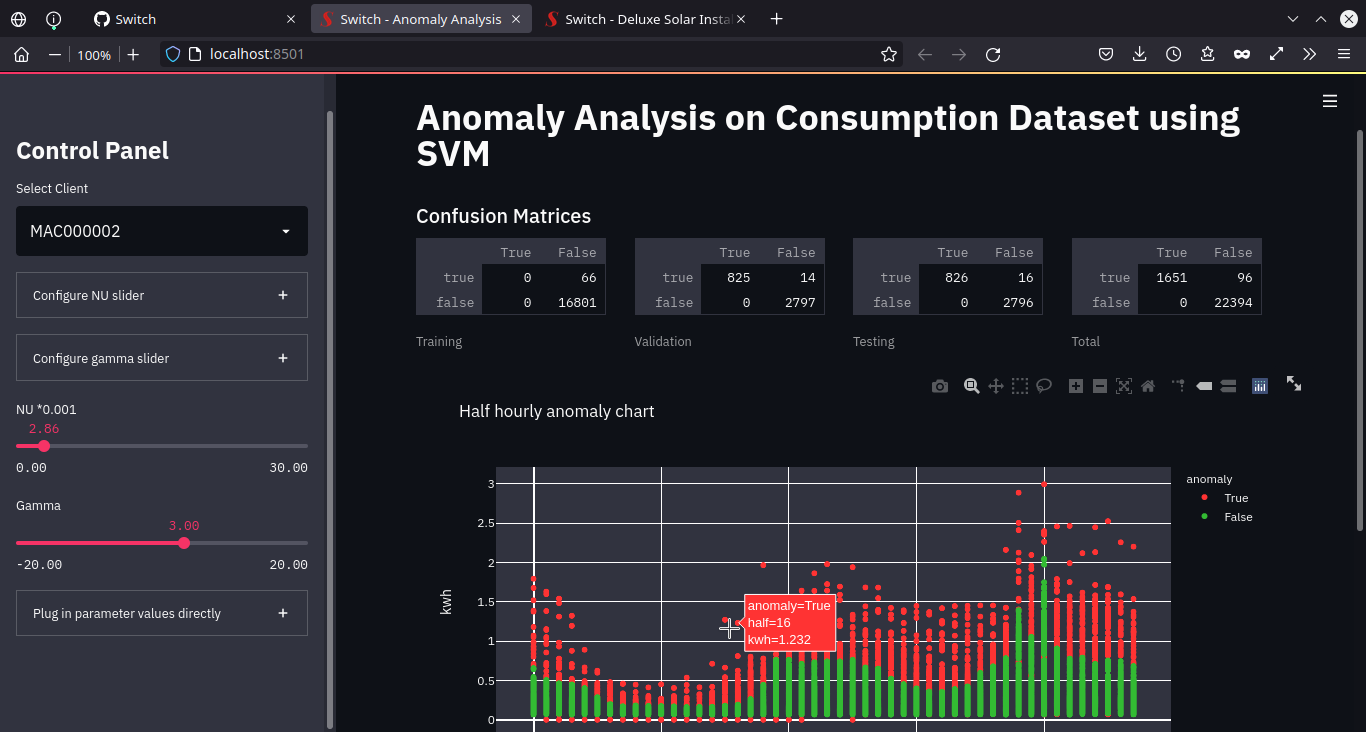 Switch
Switch - Anomaly Analysis
Switch - Deluxe Solar Instal
100%
localhost:8501
Control Panel
Select Client
MAC000002
Configure NU slider
Configure gamma slider
NU *0.001
2.86
0.00 30.00
Gamma
3.00
-20.00 20.00
Plug in parameter values directly
Anomaly Analysis on Consumption Dataset using
SVM
Confusion Matrices
True False
true 0 66
false 0 16801
Training
True False
true 825 14
false 0 2797
Validation
True False
true 826 16
false 0 2796
Testing
True False
true 1651 96
false 0 22394
Total
Half hourly anomaly chart
3
2.5
2
1.5
1
0.5
0
kwh
anomaly=True
half=16
kwh=1.232
anomaly
True
False